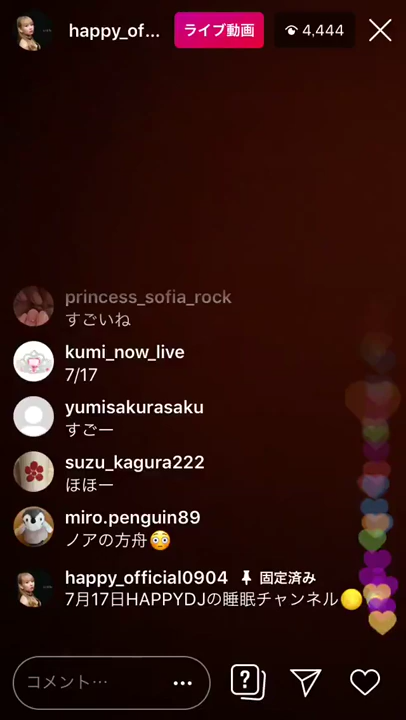 happy_of...
ライブ動画
4,444
princess_sofia_rock
すごいね
kumi_now_live
7/17
yumisakurasaku
すごー
suzu_kagura222
ほほー
miro.penguin89
ノアの方舟😳
happy_official0904 固定済み
7月17日HAPPYDJの睡眠チャンネル🌕
コメント…